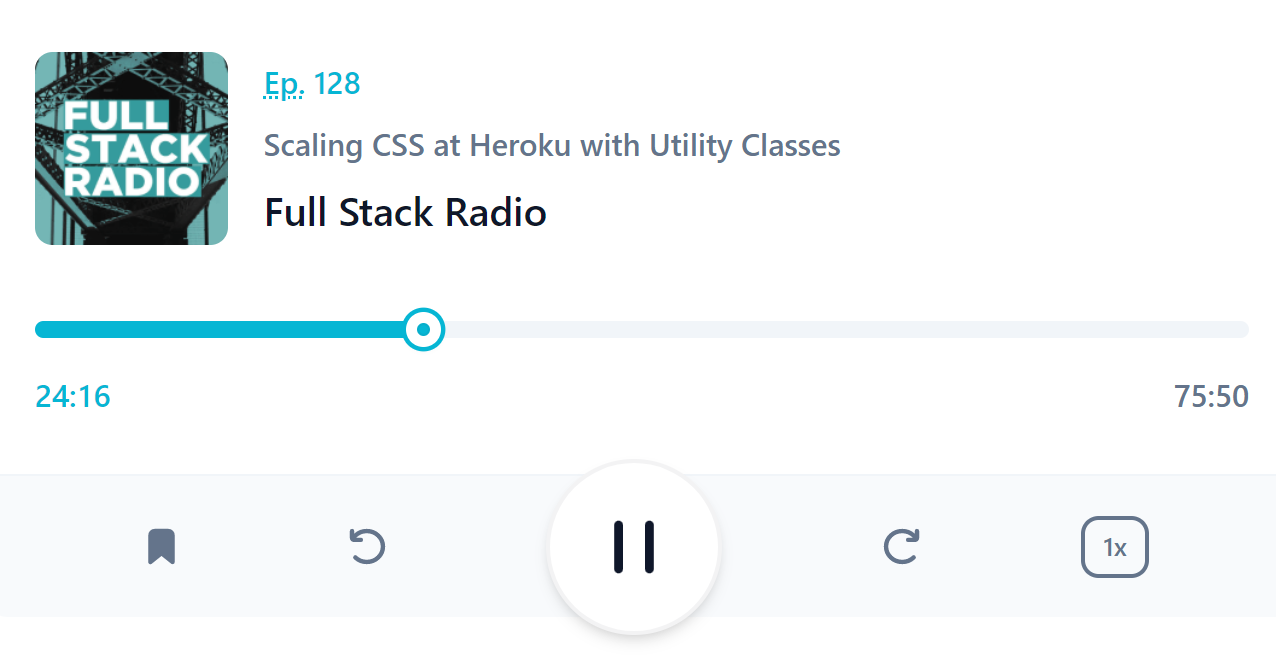 FULL
STACK
RADIO
Ep. 128
Scaling CSS at Heroku with Utility Classes
Full Stack Radio
24:16
75:50
1x